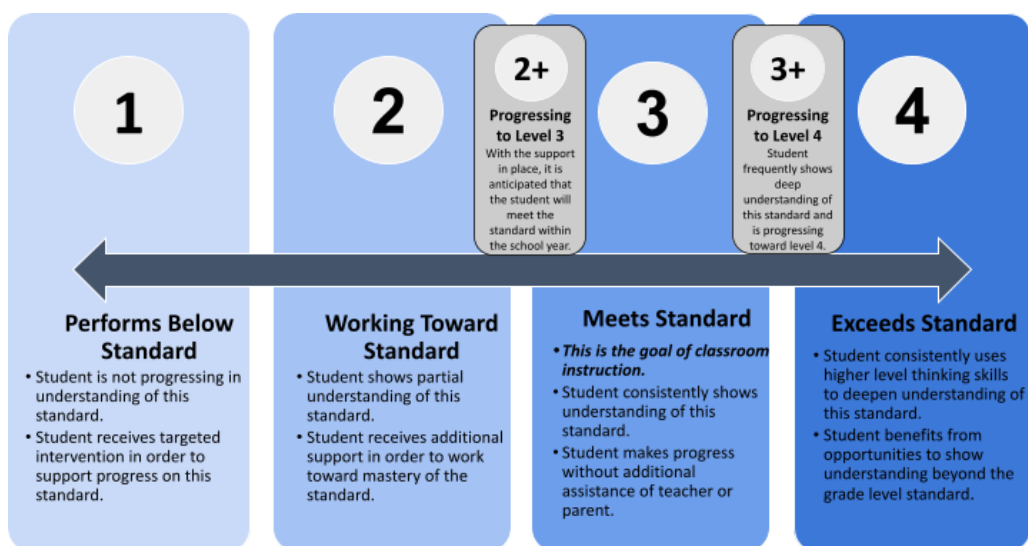 1
Performs Below
Standard
• Student is not progressing in
understanding of this
standard.
• Student receives targeted
intervention in order to
support progress on this
standard.
2
Working Toward
Standard
• Student shows partial
understanding of this
standard.
• Student receives additional
support in order to work
toward mastery of the
standard.
2+
Progressing
to Level 3
With the support
in place, it is
anticipated that
the student will
meet the
standard within
the school year.
3
Meets Standard
• This is the goal of classroom
instruction.
• Student consistently shows
understanding of this
standard.
• Student makes progress
without additional
assistance of teacher or
parent.
3+
Progressing
to Level 4
Student
frequently shows
deep
understanding of
this standard and
is progressing
toward level 4.
4
Exceeds Standard
• Student consistently uses
higher level thinking skills
to deepen understanding of
this standard.
• Student benefits from
opportunities to show
understanding beyond the
grade level standard.